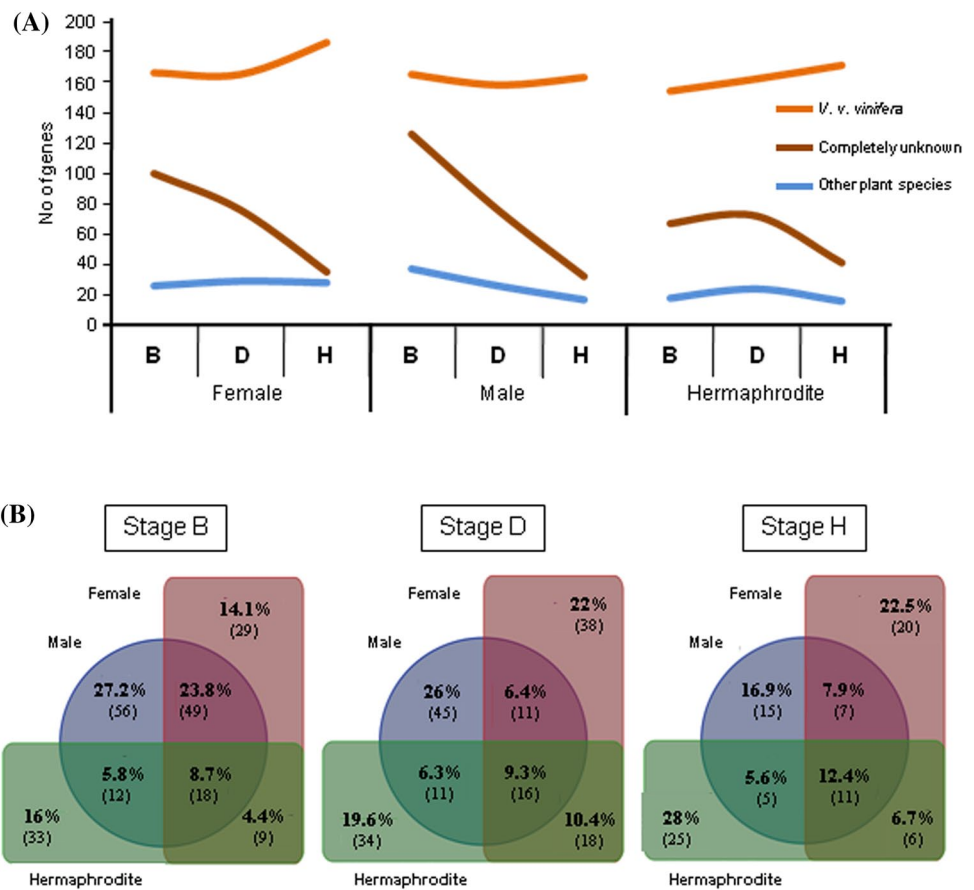 (A)
200
180
160
140
120
100
80
60
40
20
0
No of genes
V. v. vinifera
Completely unknown
Other plant species
B D H B D H B D H
Female Male Hermaphrodite
(B)
Stage B Stage D Stage H
Female
14.1%
(29)
Male
27.2%
(56)
23.8%
(49)
5.8%
(12)
8.7%
(18)
16%
(33)
4.4%
(9)
Hermaphrodite
Female
22%
(38)
Male
26%
(45)
6.4%
(11)
6.3%
(11)
9.3%
(16)
19.6%
(34)
10.4%
(18)
Hermaphrodite
Female
22.5%
(20)
Male
16.9%
(15)
7.9%
(7)
5.6%
(5)
12.4%
(11)
28%
(25)
6.7%
(6)
Hermaphrodite